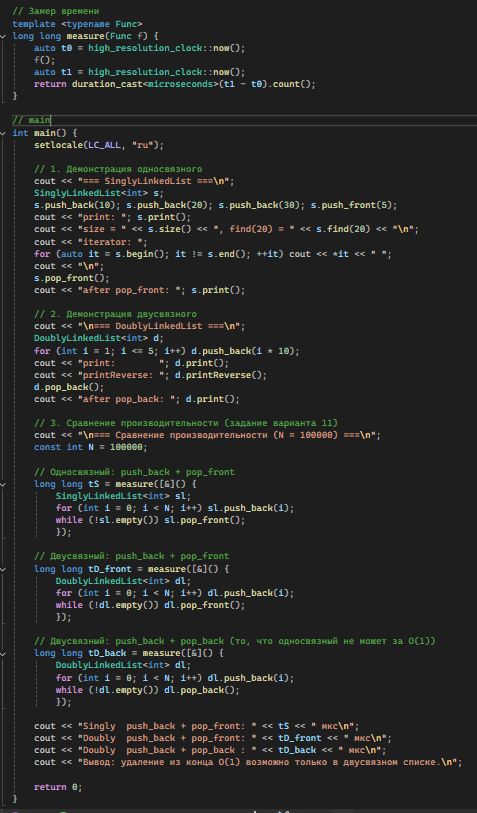 // Замер времени
template <typename Func>
long long measure(Func f) {
    auto t0 = high_resolution_clock::now();
    f();
    auto t1 = high_resolution_clock::now();
    return duration_cast<microseconds>(t1 - t0).count();
}

// main
int main() {
    setlocale(LC_ALL, "ru");

    // 1. Демонстрация односвязного
    cout << "=== SinglyLinkedList ===\n";
    SinglyLinkedList<int> s;
    s.push_back(10); s.push_back(20); s.push_back(30); s.push_front(5);
    cout << "print: "; s.print();
    cout << "size = " << s.size() << ", find(20) = " << s.find(20) << "\n";
    cout << "iterator: ";
    for (auto it = s.begin(); it != s.end(); ++it) cout << *it << " ";
    cout << "\n";
    s.pop_front();
    cout << "after pop_front: "; s.print();

    // 2. Демонстрация двусвязного
    cout << "\n=== DoublyLinkedList ===\n";
    DoublyLinkedList<int> d;
    for (int i = 1; i <= 5; i++) d.push_back(i * 10);
    cout << "print:        "; d.print();
    cout << "printReverse: "; d.printReverse();
    d.pop_back();
    cout << "after pop_back: "; d.print();

    // 3. Сравнение производительности (задание варианта 11)
    cout << "\n=== Сравнение производительности (N = 100000) ===\n";
    const int N = 100000;

    // Односвязный: push_back + pop_front
    long long tS = measure([&]() {
        SinglyLinkedList<int> sl;
        for (int i = 0; i < N; i++) sl.push_back(i);
        while (!sl.empty()) sl.pop_front();
        });

    // Двусвязный: push_back + pop_front
    long long tD_front = measure([&]() {
        DoublyLinkedList<int> dl;
        for (int i = 0; i < N; i++) dl.push_back(i);
        while (!dl.empty()) dl.pop_front();
        });

    // Двусвязный: push_back + pop_back (то, что односвязный не может за O(1))
    long long tD_back = measure([&]() {
        DoublyLinkedList<int> dl;
        for (int i = 0; i < N; i++) dl.push_back(i);
        while (!dl.empty()) dl.pop_back();
        });

    cout << "Singly  push_back + pop_front: " << tS << " мкс\n";
    cout << "Doubly  push_back + pop_front: " << tD_front << " мкс\n";
    cout << "Doubly  push_back + pop_back : " << tD_back << " мкс\n";
    cout << "Вывод: удаление из конца O(1) возможно только в двусвязном списке.\n";

    return 0;
}